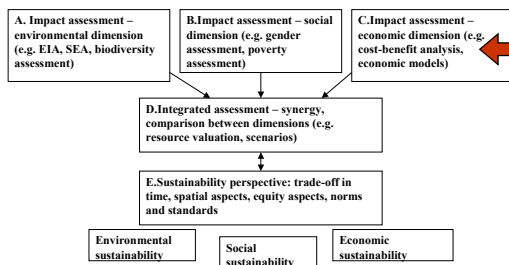 A. Impact assessment –
environmental dimension
(e.g. EIA, SEA, biodiversity
assessment)
B.Impact assessment - social
dimension (e.g. gender
assessment, poverty
assessment)
C.Impact assessment –
economic dimension (e.g.
cost-benefit analysis,
economic models)
D.Integrated assessment – synergy,
comparison between dimensions (e.g.
resource valuation, scenarios)
E.Sustainability perspective: trade-off in
time, spatial aspects, equity aspects, norms
and standards
Environmental
sustainability
Social
sustainability
Economic
sustainability